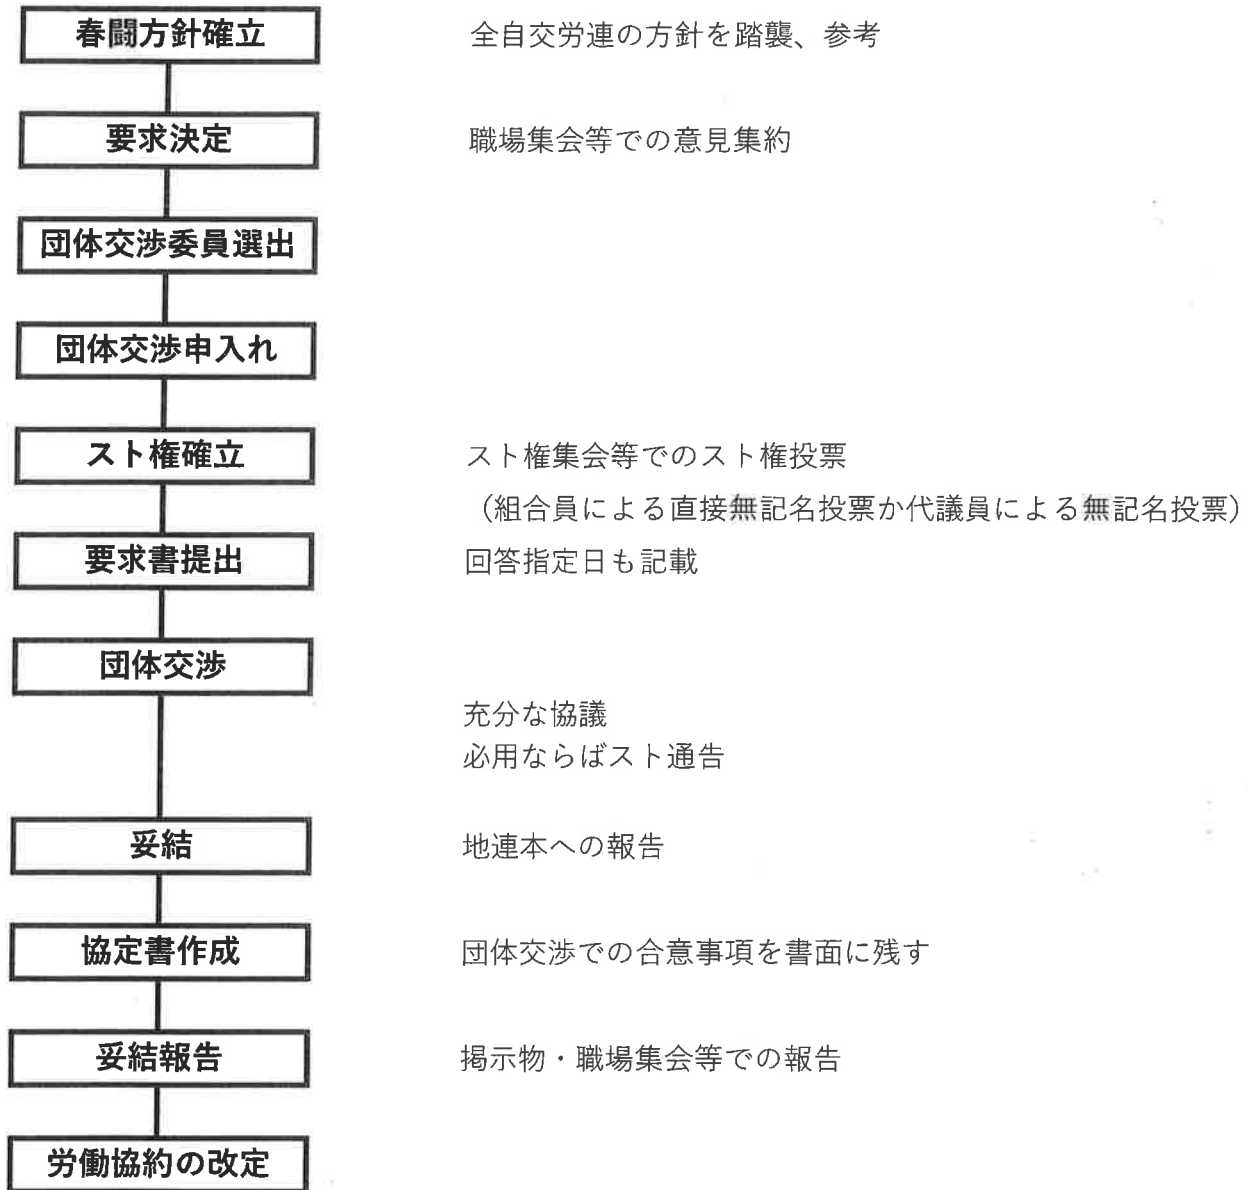 春闘方針確立 全自交労連の方針を踏襲、参考
要求決定 職場集会等での意見集約
団体交渉委員選出
団体交渉申入れ
スト権確立 スト権集会等でのスト権投票
（組合員による直接無記名投票か代議員による無記名投票）
要求書提出 回答指定日も記載
団体交渉
充分な協議
必用ならばスト通告
妥結 地連本への報告
協定書作成 団体交渉での合意事項を書面に残す
妥結報告 掲示物・職場集会等での報告
労働協約の改定